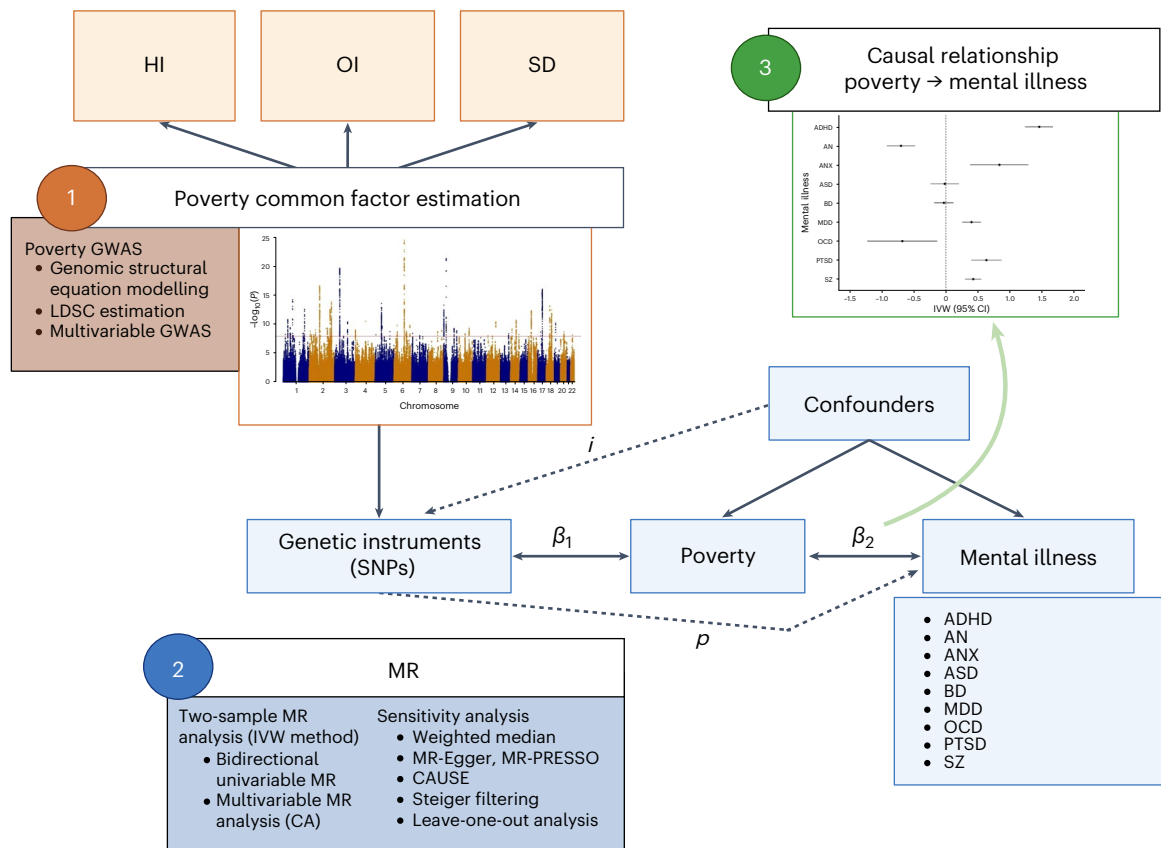 HI
OI
SD
1
Poverty common factor estimation
Poverty GWAS
• Genomic structural
equation modelling
• LDSC estimation
• Multivariable GWAS
25
20
15
10
5
0
–log10(P)
1 2 3 4 5 6 7 8 9 10 11 12 13 14 15 16 17 18 20 22
Chromosome
3
Causal relationship
poverty → mental illness
Mental illness
ADHD
AN
ANX
ASD
BD
MDD
OCD
PTSD
SZ
-1.5 -1.0 -0.5 0 0.5 1.0 1.5 2.0
IVW (95% CI)
Confounders
i
Genetic instruments
(SNPs)
β1
Poverty
β2
Mental illness
p
• ADHD
• AN
• ANX
• ASD
• BD
• MDD
• OCD
• PTSD
• SZ
2
MR
Two-sample MR
analysis (IVW method)
• Bidirectional
univariable MR
• Multivariable MR
analysis (CA)
Sensitivity analysis
• Weighted median
• MR-Egger, MR-PRESSO
• CAUSE
• Steiger filtering
• Leave-one-out analysis